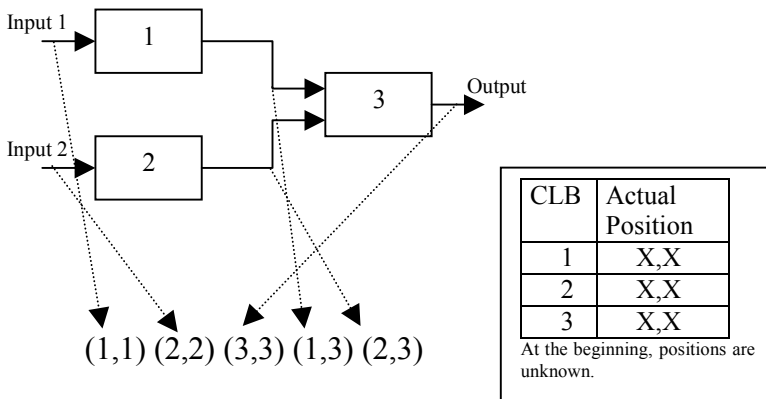 Input 1
1
3
Output
Input 2
2
(1,1) (2,2) (3,3) (1,3) (2,3)
CLB Actual
Position
1 X,X
2 X,X
3 X,X
At the beginning, positions are
unknown.